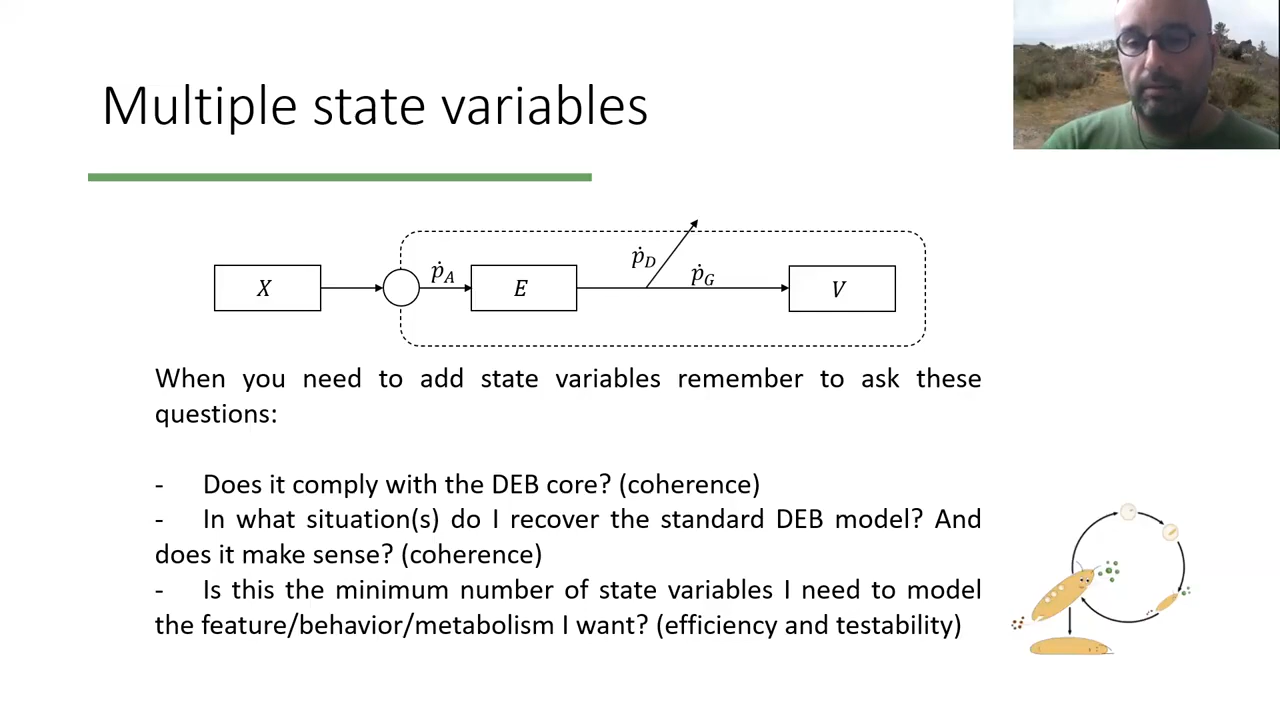 Multiple state variables
X
ṗ_A
E
ṗ_D
ṗ_G
V
When you need to add state variables remember to ask these
questions:
- Does it comply with the DEB core? (coherence)
- In what situation(s) do I recover the standard DEB model? And
does it make sense? (coherence)
- Is this the minimum number of state variables I need to model
the feature/behavior/metabolism I want? (efficiency and testability)